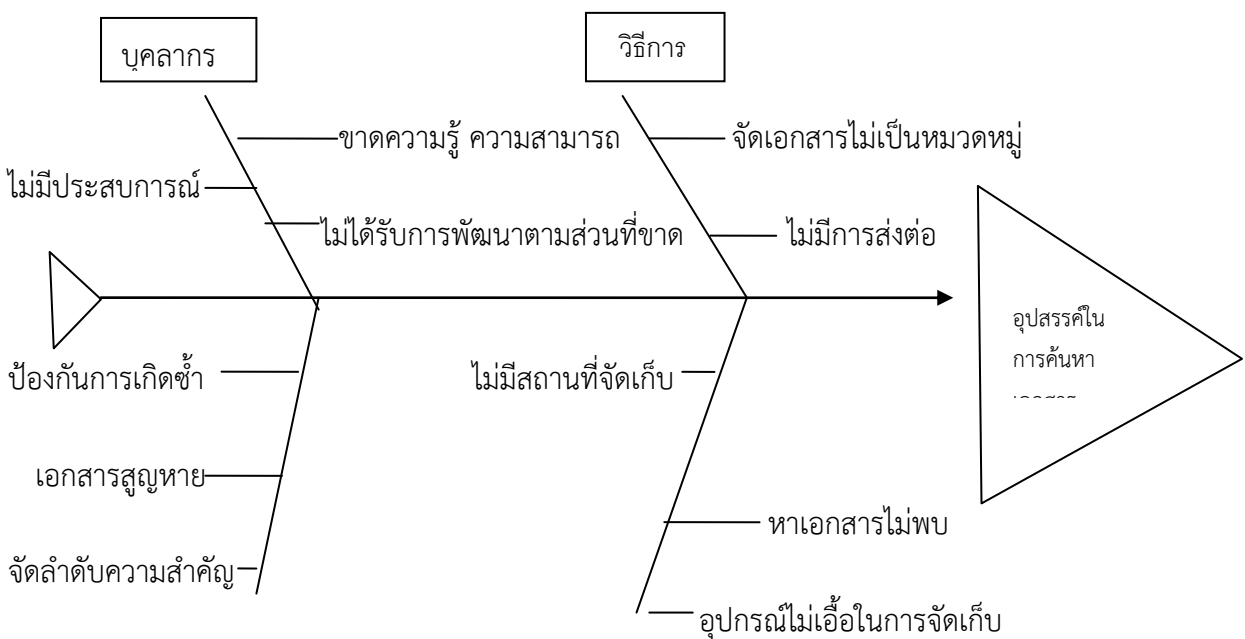 บุคลากร
วิธีการ
ขาดความรู้ ความสามารถ
จัดเอกสารไม่เป็นหมวดหมู่
ไม่มีประสบการณ์
ไม่ได้รับการพัฒนาตามส่วนที่ขาด
ไม่มีการส่งต่อ
อุปสรรค์ใน
การค้นหา
ป้องกันการเกิดซ้ำ
ไม่มีสถานที่จัดเก็บ
เอกสารสูญหาย
หาเอกสารไม่พบ
จัดลำดับความสำคัญ
อุปกรณ์ไม่เอื้อในการจัดเก็บ